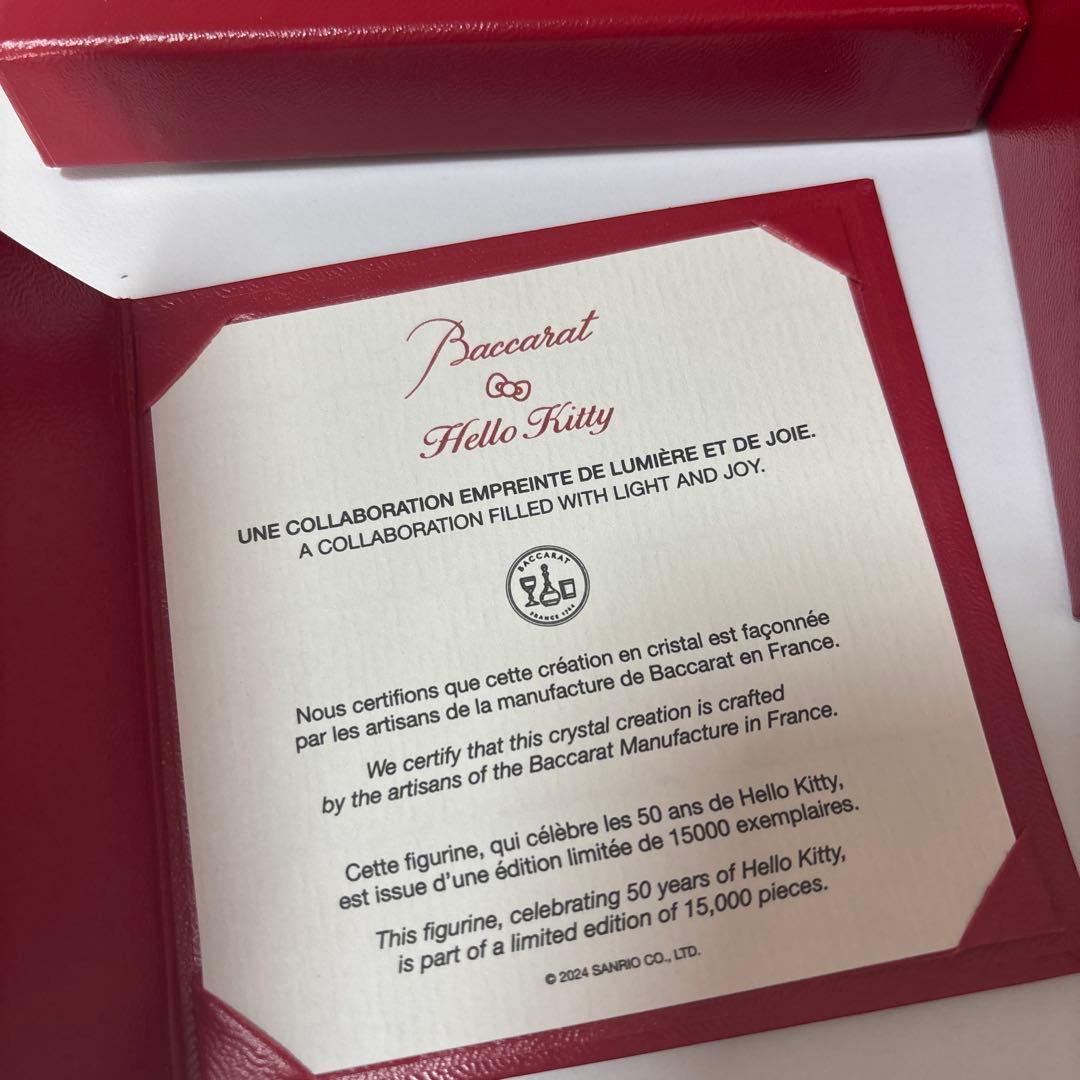 Baccarat
Hello Kitty
UNE COLLABORATION EMPREINTE DE LUMIÈRE ET DE JOIE.
A COLLABORATION FILLED WITH LIGHT AND JOY.
BACCARAT
FRANCE 1764
Nous certifions que cette création en cristal est façonnée
par les artisans de la manufacture de Baccarat en France.
We certify that this crystal creation is crafted
by the artisans of the Baccarat Manufacture in France.
Cette figurine, qui célèbre les 50 ans de Hello Kitty,
est issue d'une édition limitée de 15000 exemplaires.
This figurine, celebrating 50 years of Hello Kitty,
is part of a limited edition of 15,000 pieces.
© 2024 SANRIO CO., LTD.